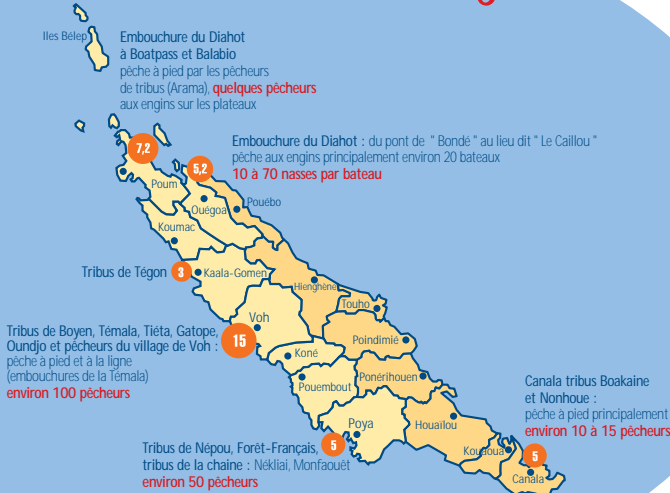 Iles Bélep
Embouchure du Diahot
à Boatpass et Balabio
pêche à pied par les pêcheurs
de tribus (Arama), quelques pêcheurs
aux engins sur les plateaux
7,2
Embouchure du Diahot : du pont de " Bondé " au lieu dit " Le Caillou "
pêche aux engins principalement environ 20 bateaux
10 à 70 nasses par bateau
5,2
Poum
Ouégoa
Pouébo
Koumac
Tribus de Tégon
3
Kaala-Gomen
Hienghène
Touho
Voh
Tribus de Boyen, Témala, Tiéta, Gatope,
Oundjo et pêcheurs du village de Voh :
pêche à pied et à la ligne
(embouchures de la Témala)
environ 100 pêcheurs
15
Poindimié
Koné
Pouembout
Ponérihouen
Canala tribus Boakaine
et Nonhoue :
pêche à pied principalement
environ 10 à 15 pêcheurs
Poya
Houaïlou
Tribus de Népou, Forêt-Français,
tribus de la chaine : Nékliai, Monfaouët
environ 50 pêcheurs
5
Kouaoua
5
Canala